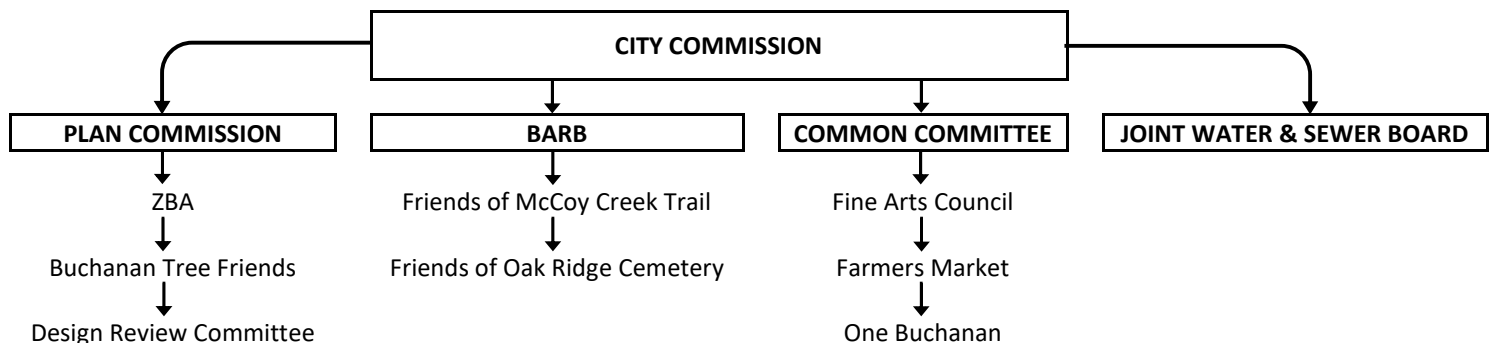 CITY COMMISSION
PLAN COMMISSION
BARB
COMMON COMMITTEE
JOINT WATER & SEWER BOARD
ZBA
Friends of McCoy Creek Trail
Fine Arts Council
Buchanan Tree Friends
Friends of Oak Ridge Cemetery
Farmers Market
Design Review Committee
One Buchanan